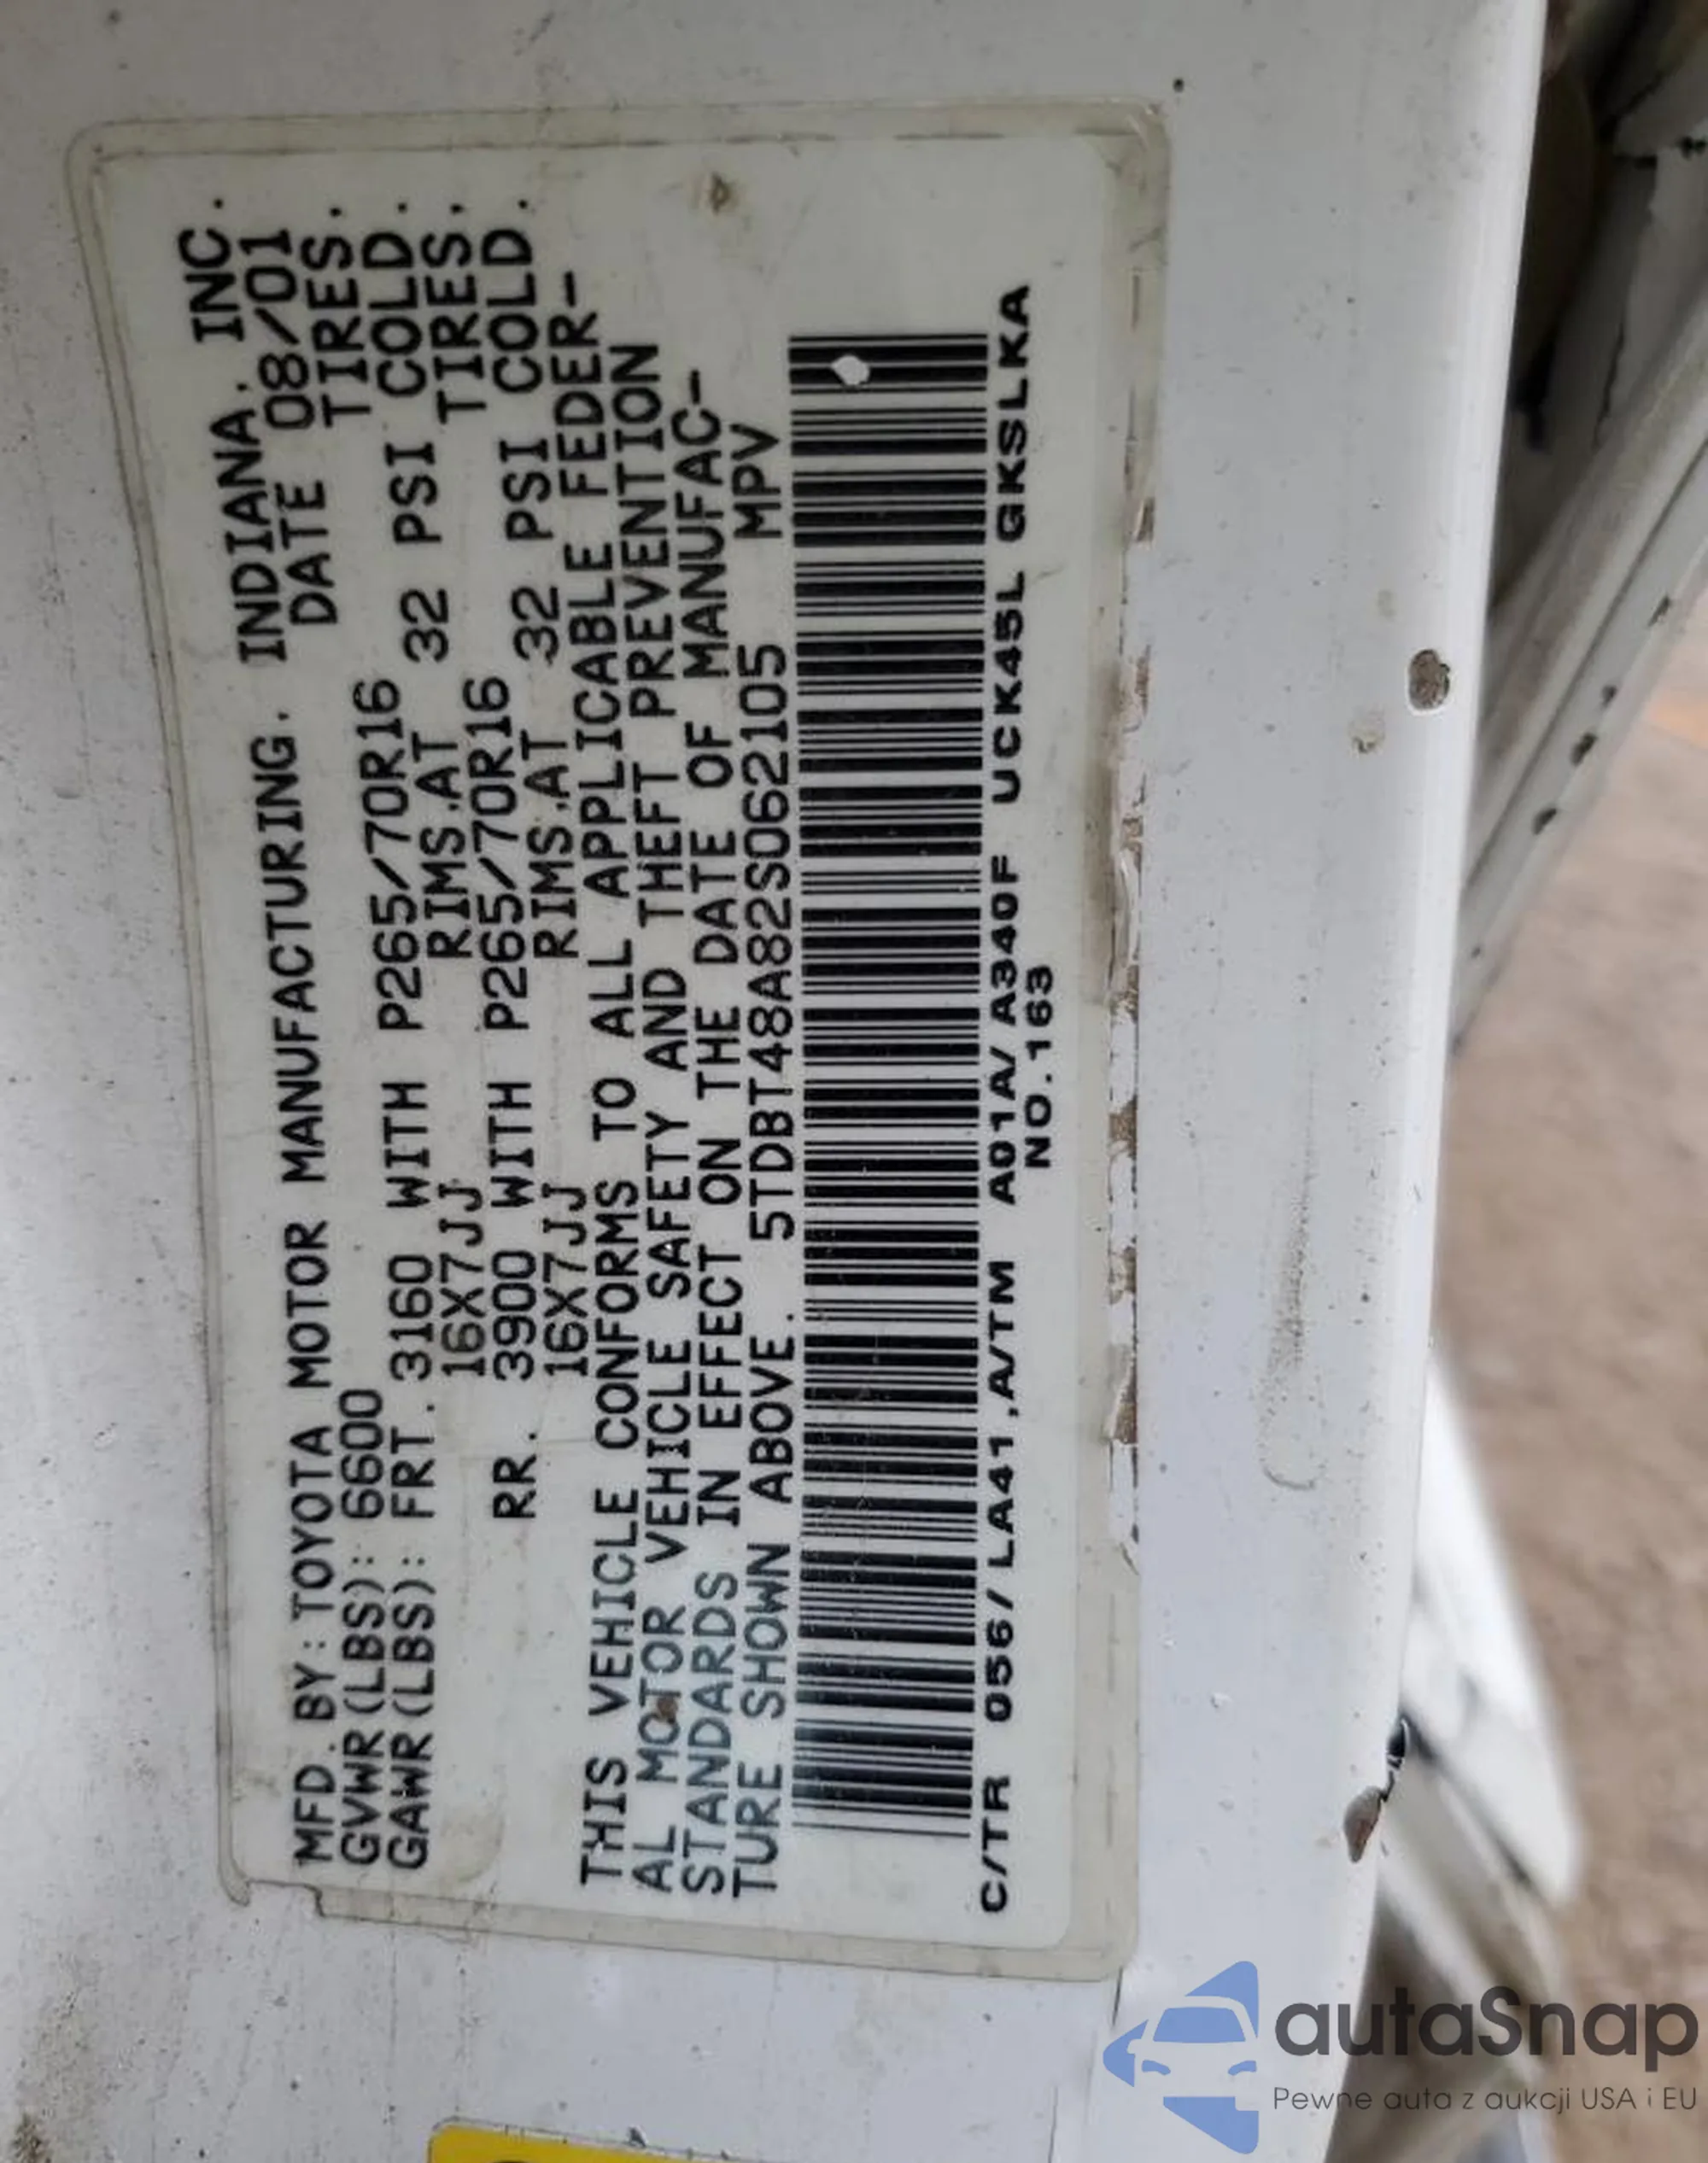 MFD.BY:TOYOTA MOTOR MANUFACTURING. INDIANA. INC.
GVWR(LBS): 6600 DATE 08/01
GAWR(LBS): FRT.3160 WITH P265/70R16 TIRES.
16X7JJ RIMS.AT 32 PSI COLD.
RR. 3900 WITH P265/70R16 TIRES.
16X7JJ RIMS.AT 32 PSI COLD.
THIS VEHICLE CONFORMS TO ALL APPLICABLE FEDER-
AL MOTOR VEHICLE SAFETY AND THEFT PREVENTION
STANDARDS IN EFFECT ON THE DATE OF MANUFAC-
TURE SHOWN ABOVE. 5TDBT48A82S062105 MPV
C/TR 056/LA41,A/TM A01A/A340F UCK45L GKSLKA
NO.163
autaSnap
Pewne auta z aukcji USA i EU